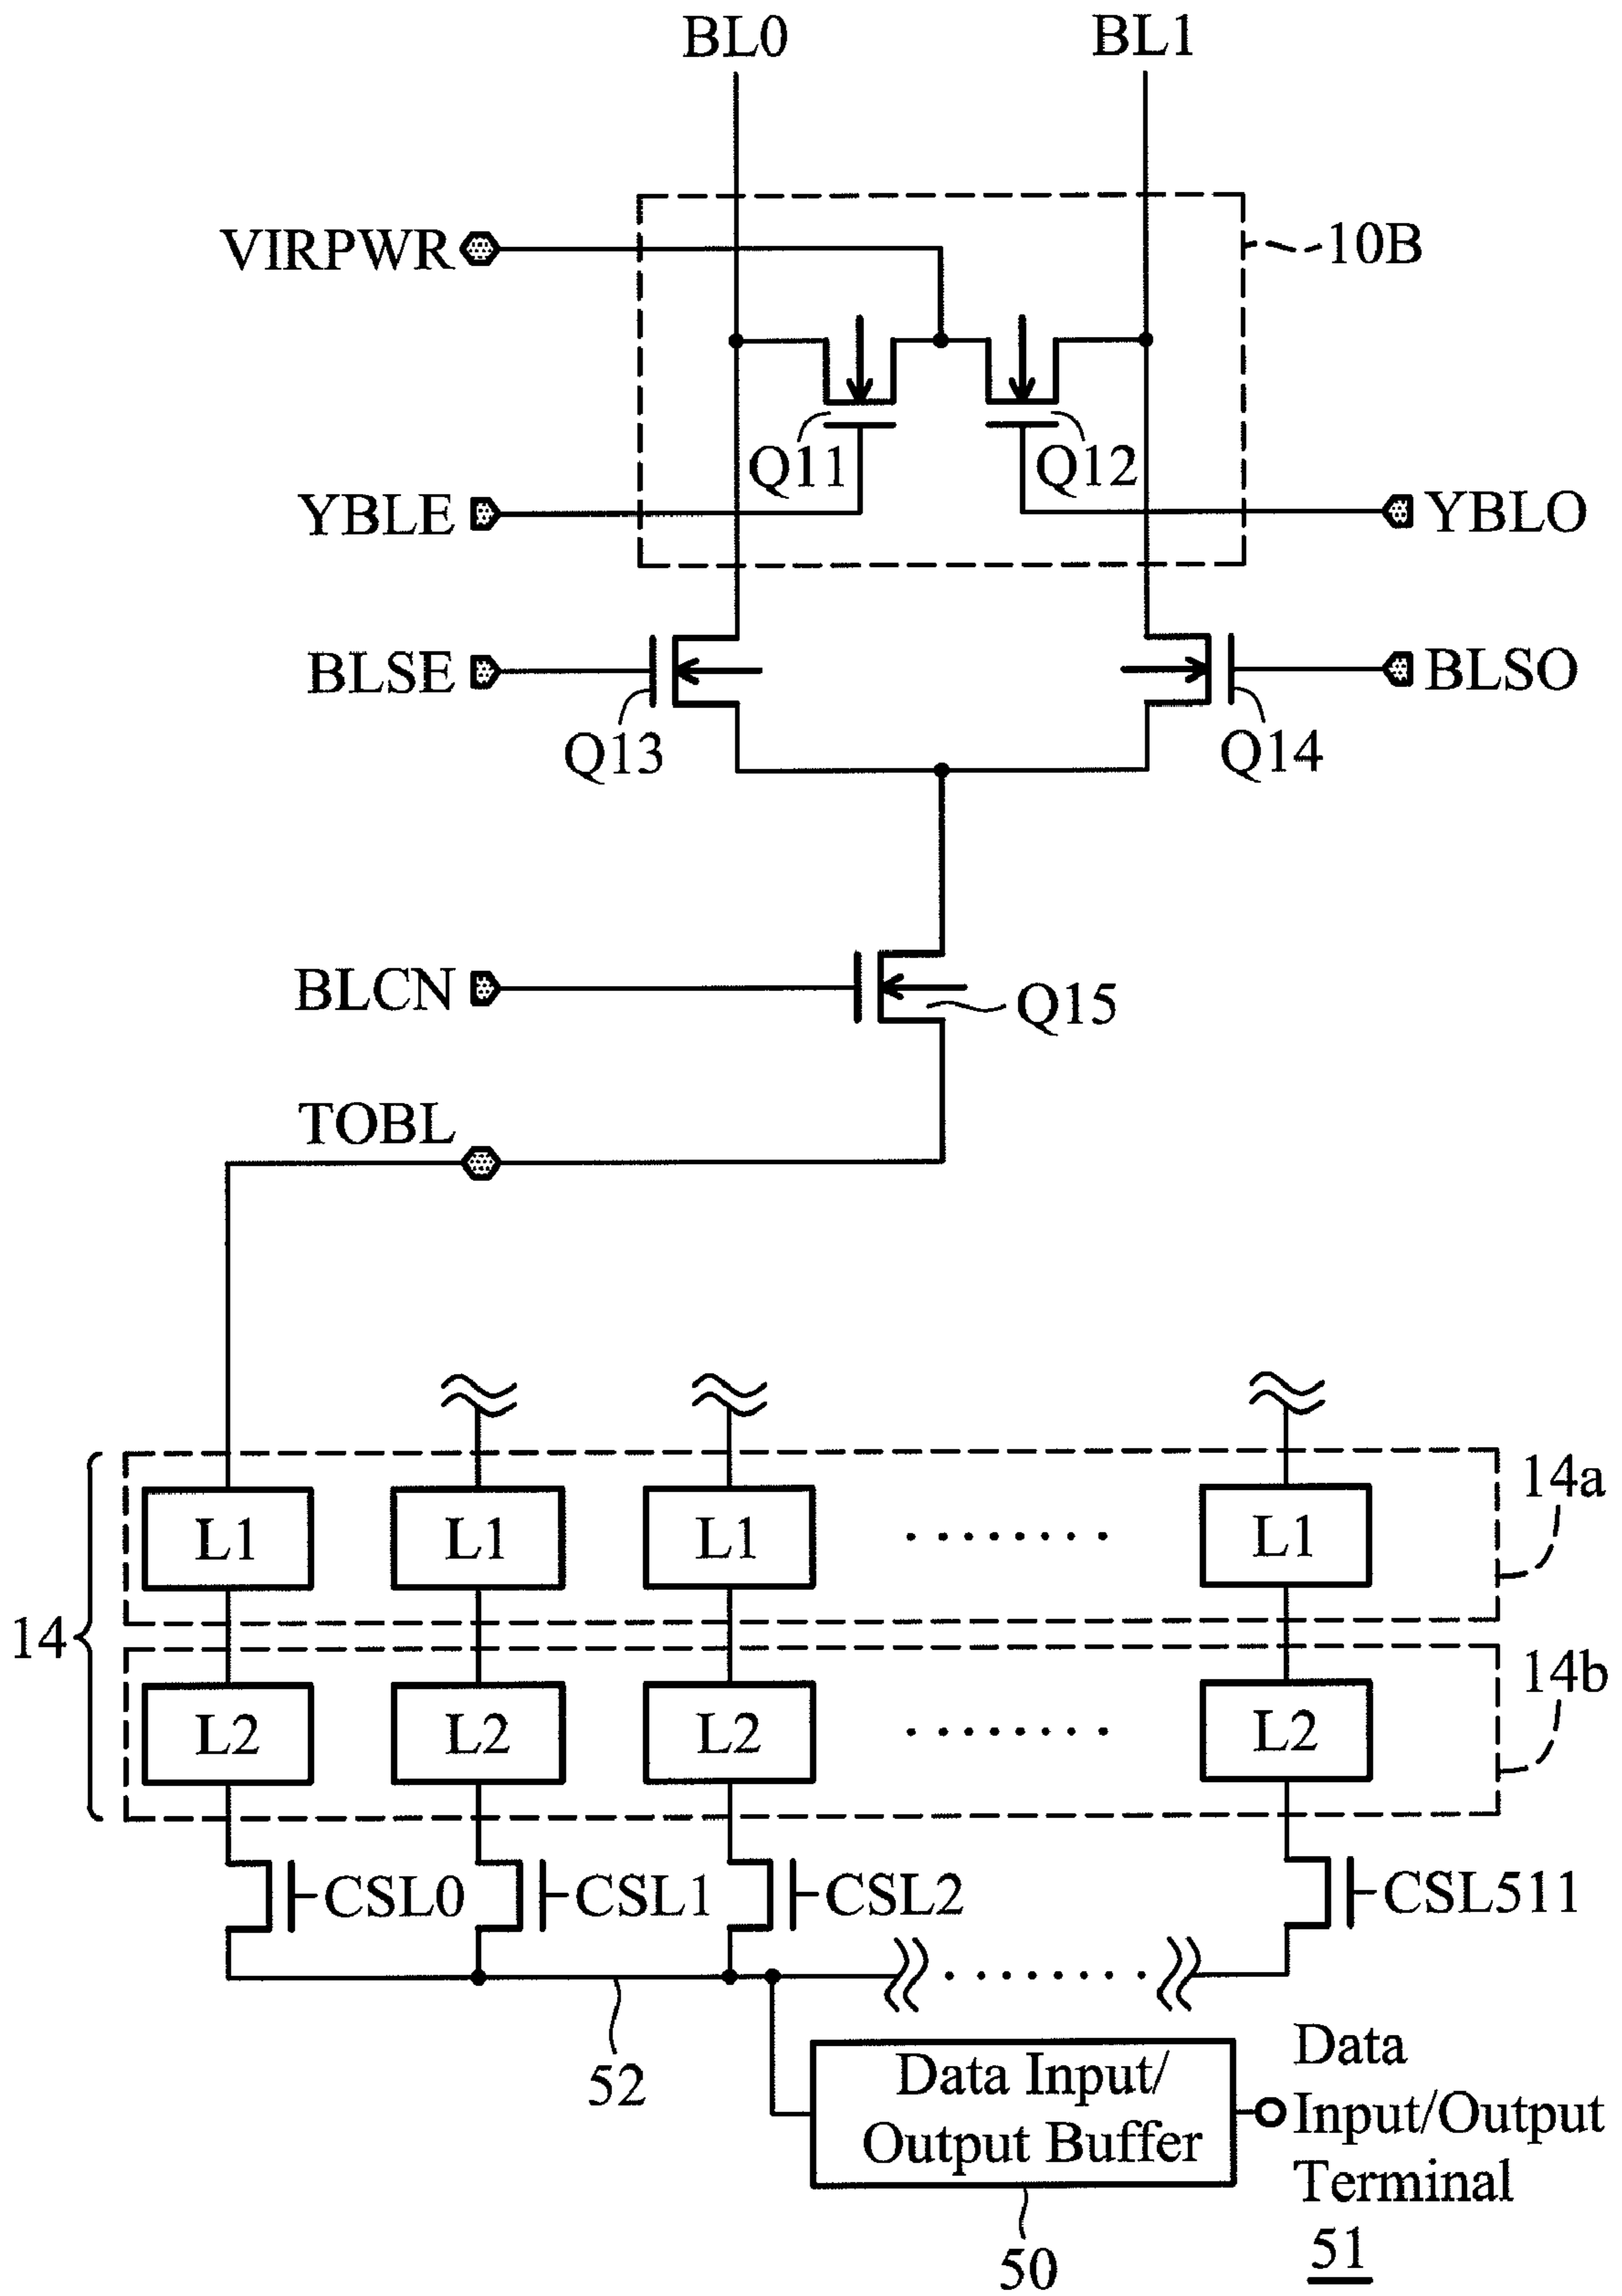 BL0 BL1
VIRPWR
10B
Q11 Q12
YBLE YBLO
BLSE BLSO
Q13 Q14
BLCN Q15
TOBL
14
14a
L1 L1 L1 L1
14b
L2 L2 L2 L2
CSL0 CSL1 CSL2 CSL511
52
Data Input/
Output Buffer
50
Data
Input/Output
Terminal
51